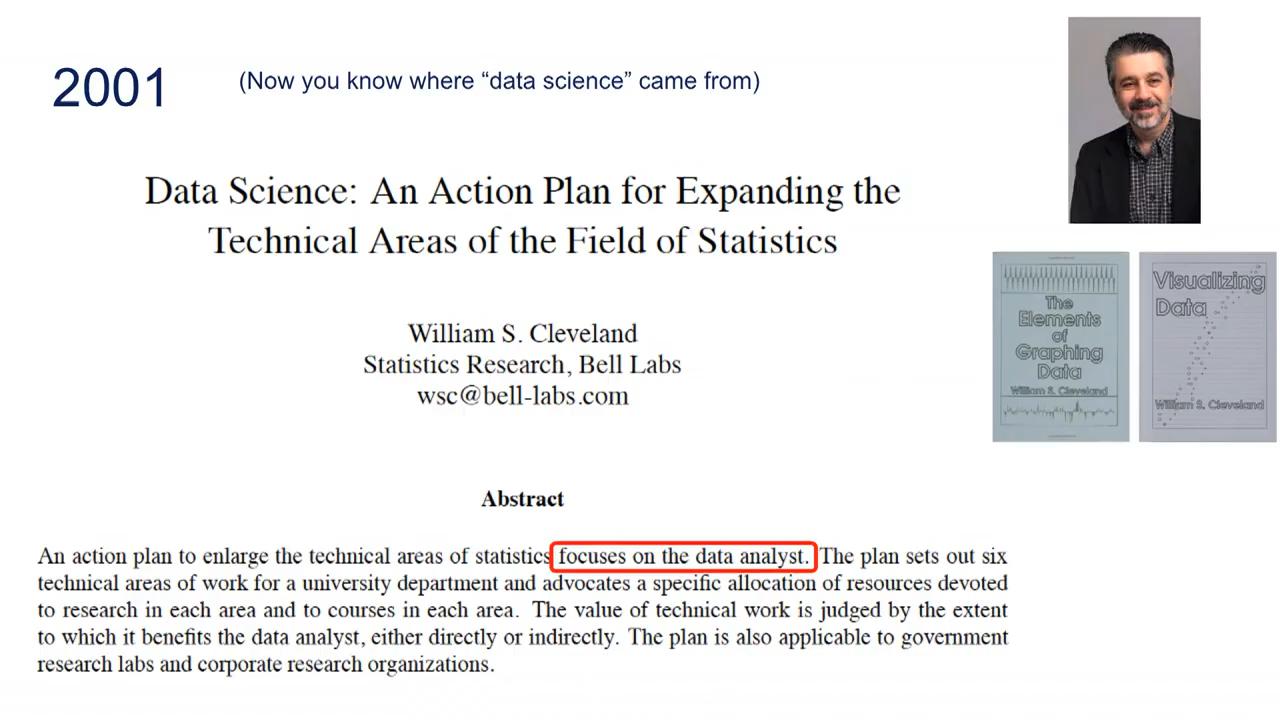 2001
(Now you know where “data science” came from)
Data Science: An Action Plan for Expanding the
Technical Areas of the Field of Statistics
William S. Cleveland
Statistics Research, Bell Labs
wsc@bell-labs.com
The
Elements
of
Graphing
Data
William S. Cleveland
Visualizing
Data
William S. Cleveland
Abstract
An action plan to enlarge the technical areas of statistics focuses on the data analyst. The plan sets out six
technical areas of work for a university department and advocates a specific allocation of resources devoted
to research in each area and to courses in each area. The value of technical work is judged by the extent
to which it benefits the data analyst, either directly or indirectly. The plan is also applicable to government
research labs and corporate research organizations.